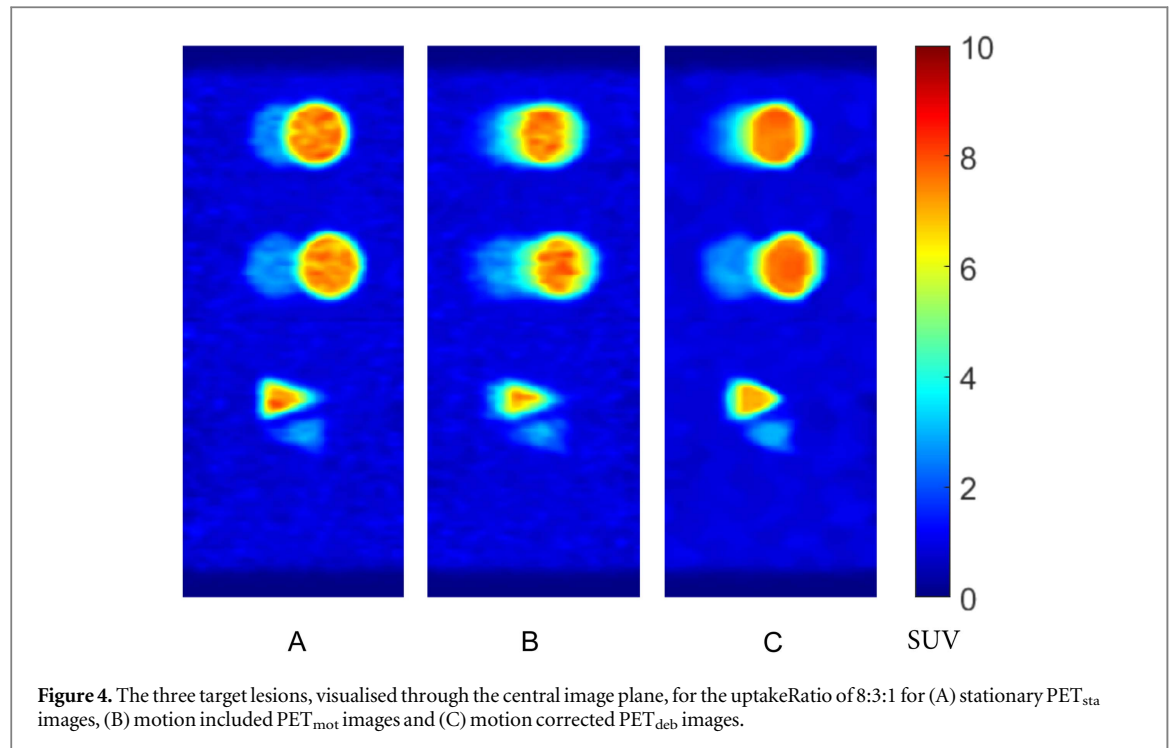 10
8
6
4
2
0
A B C SUV
Figure 4. The three target lesions, visualised through the central image plane, for the uptakeRatio of 8:3:1 for (A) stationary PETsta
images, (B) motion included PETmot images and (C) motion corrected PETdeb images.